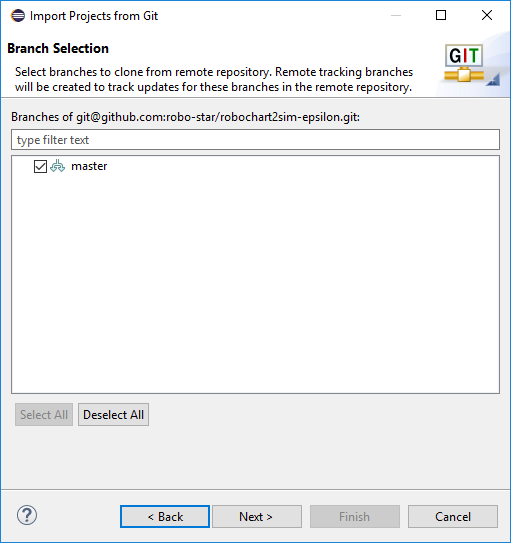 Import Projects from Git
Branch Selection
Select branches to clone from remote repository. Remote tracking branches
will be created to track updates for these branches in the remote repository.
GIT
Branches of git@github.com:robo-star/robochart2sim-epsilon.git:
type filter text
master
Select All
Deselect All
?
< Back
Next >
Finish
Cancel